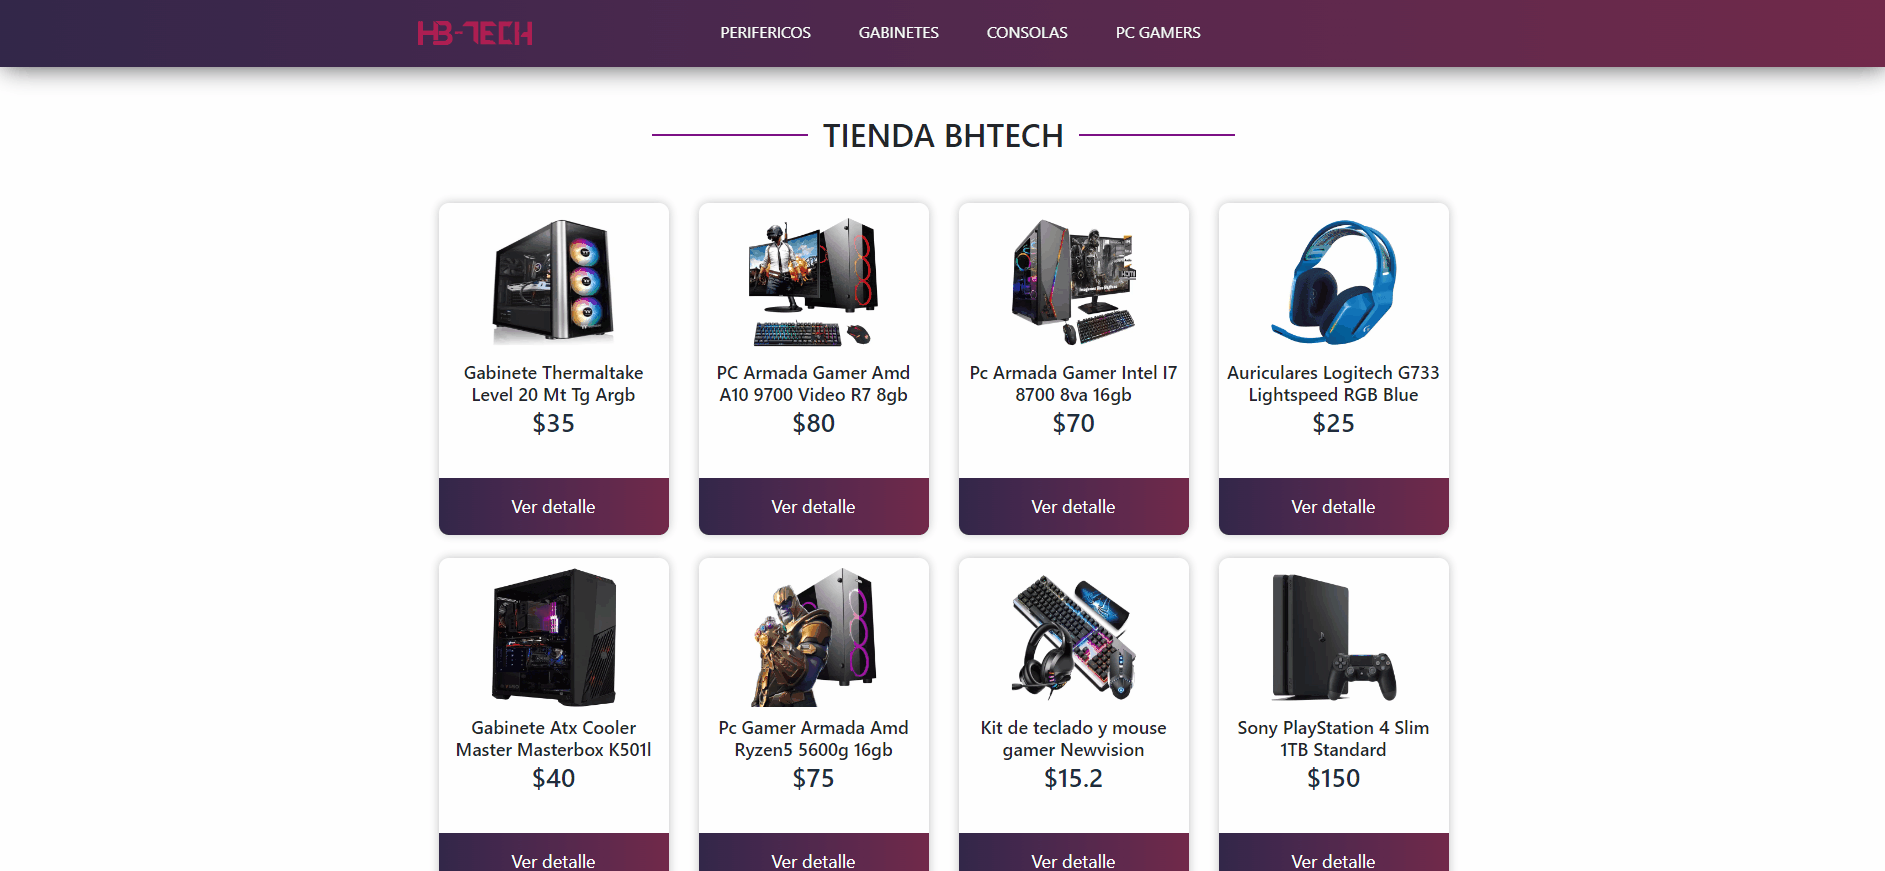 HB-TECH
PERIFERICOS
GABINETES
CONSOLAS
PC GAMERS
TIENDA BHTECH
Gabinete Thermaltake
Level 20 Mt Tg Argb
$35
Ver detalle
PC Armada Gamer Amd
A10 9700 Video R7 8gb
$80
Ver detalle
Pc Armada Gamer Intel I7
8700 8va 16gb
$70
Ver detalle
Auriculares Logitech G733
Lightspeed RGB Blue
$25
Ver detalle
Gabinete Atx Cooler
Master Masterbox K501l
$40
Ver detalle
Pc Gamer Armada Amd
Ryzen5 5600g 16gb
$75
Ver detalle
Kit de teclado y mouse
gamer Newvision
$15.2
Ver detalle
Sony PlayStation 4 Slim
1TB Standard
$150
Ver detalle